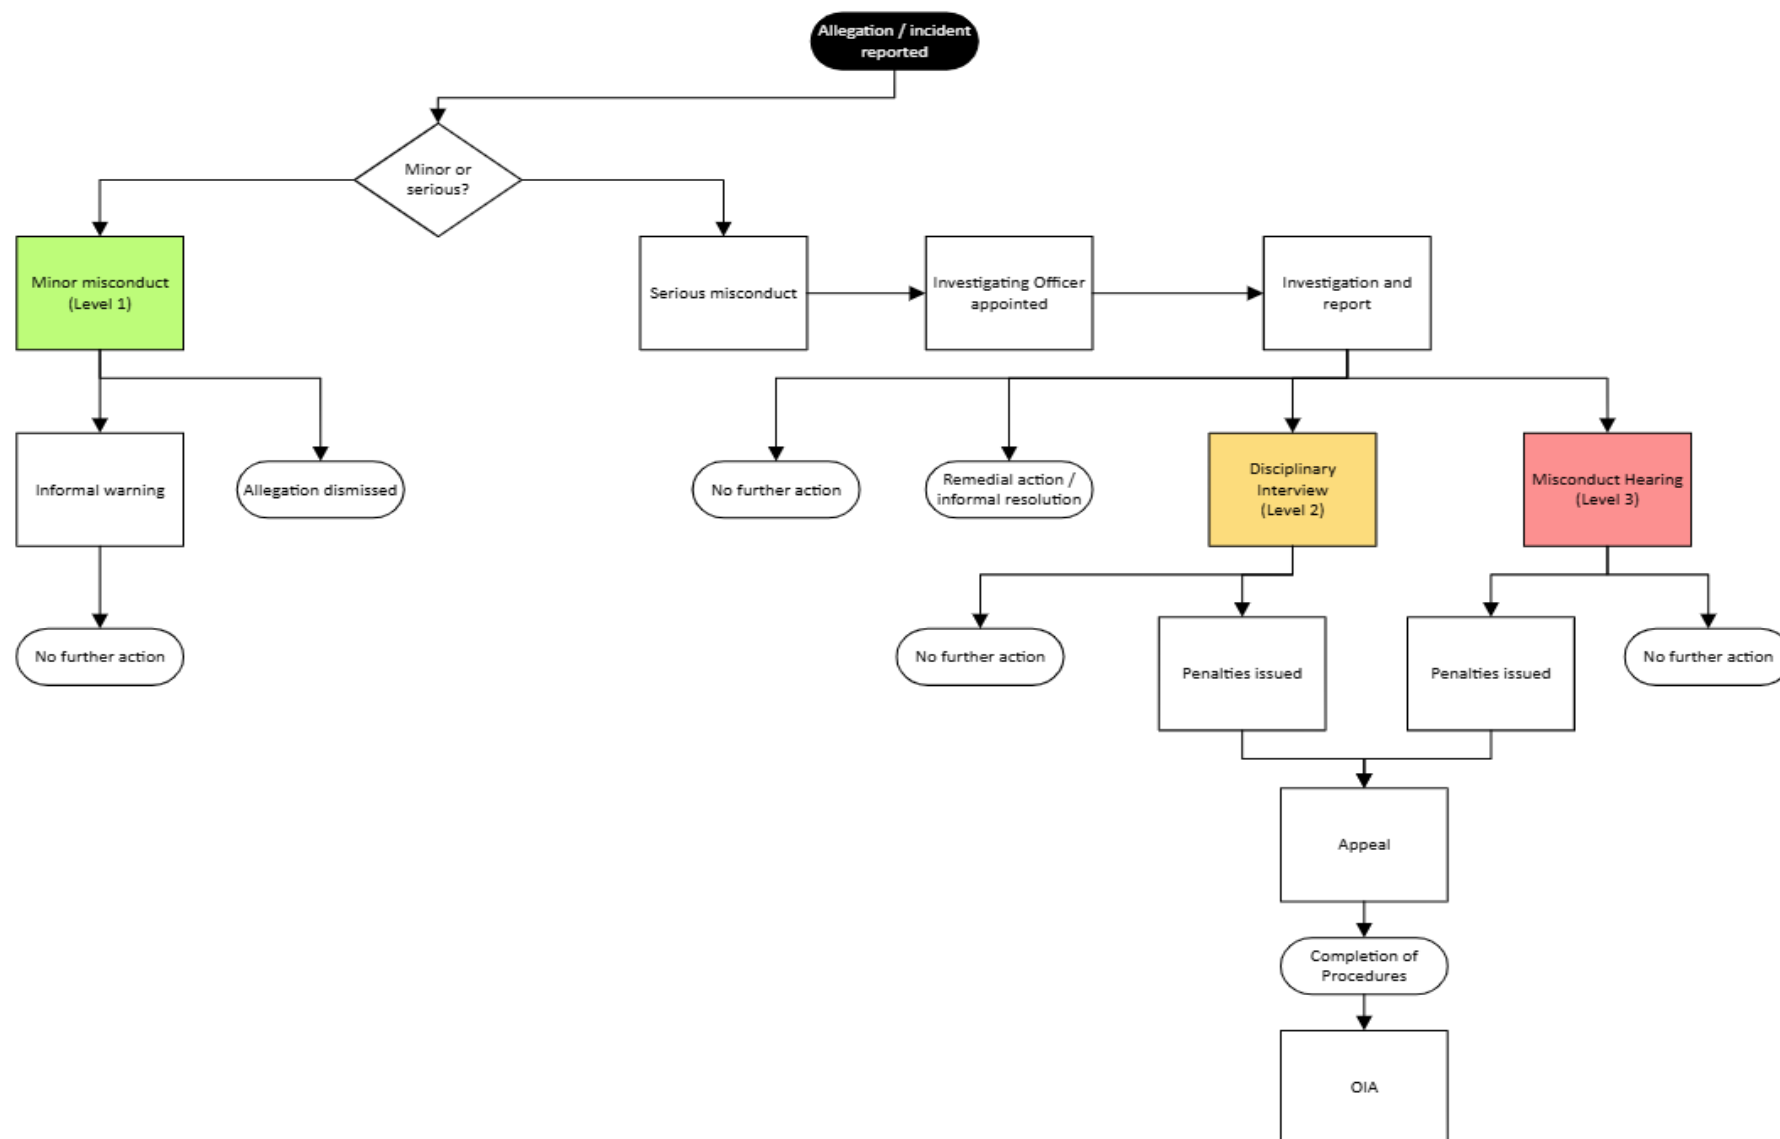 Allegation / incident
reported
Minor or
serious?
Minor misconduct
(Level 1)
Serious misconduct
Investigating Officer
appointed
Investigation and
report
Informal warning
Allegation dismissed
No further action
Remedial action /
informal resolution
Disciplinary
Interview
(Level 2)
Misconduct Hearing
(Level 3)
No further action
No further action
Penalties issued
Penalties issued
No further action
Appeal
Completion of
Procedures
OIA